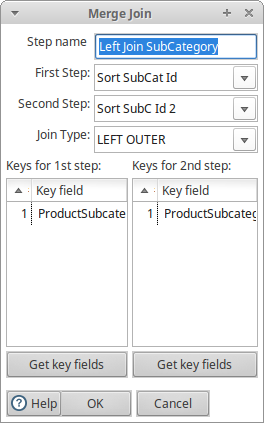 Merge Join
Step name Left Join SubCategory
First Step: Sort SubCat Id
Second Step: Sort SubC Id 2
Join Type: LEFT OUTER
Keys for 1st step: Keys for 2nd step:
Key field Key field
1 ProductSubcate 1 ProductSubcateg
Get key fields Get key fields
Help OK Cancel